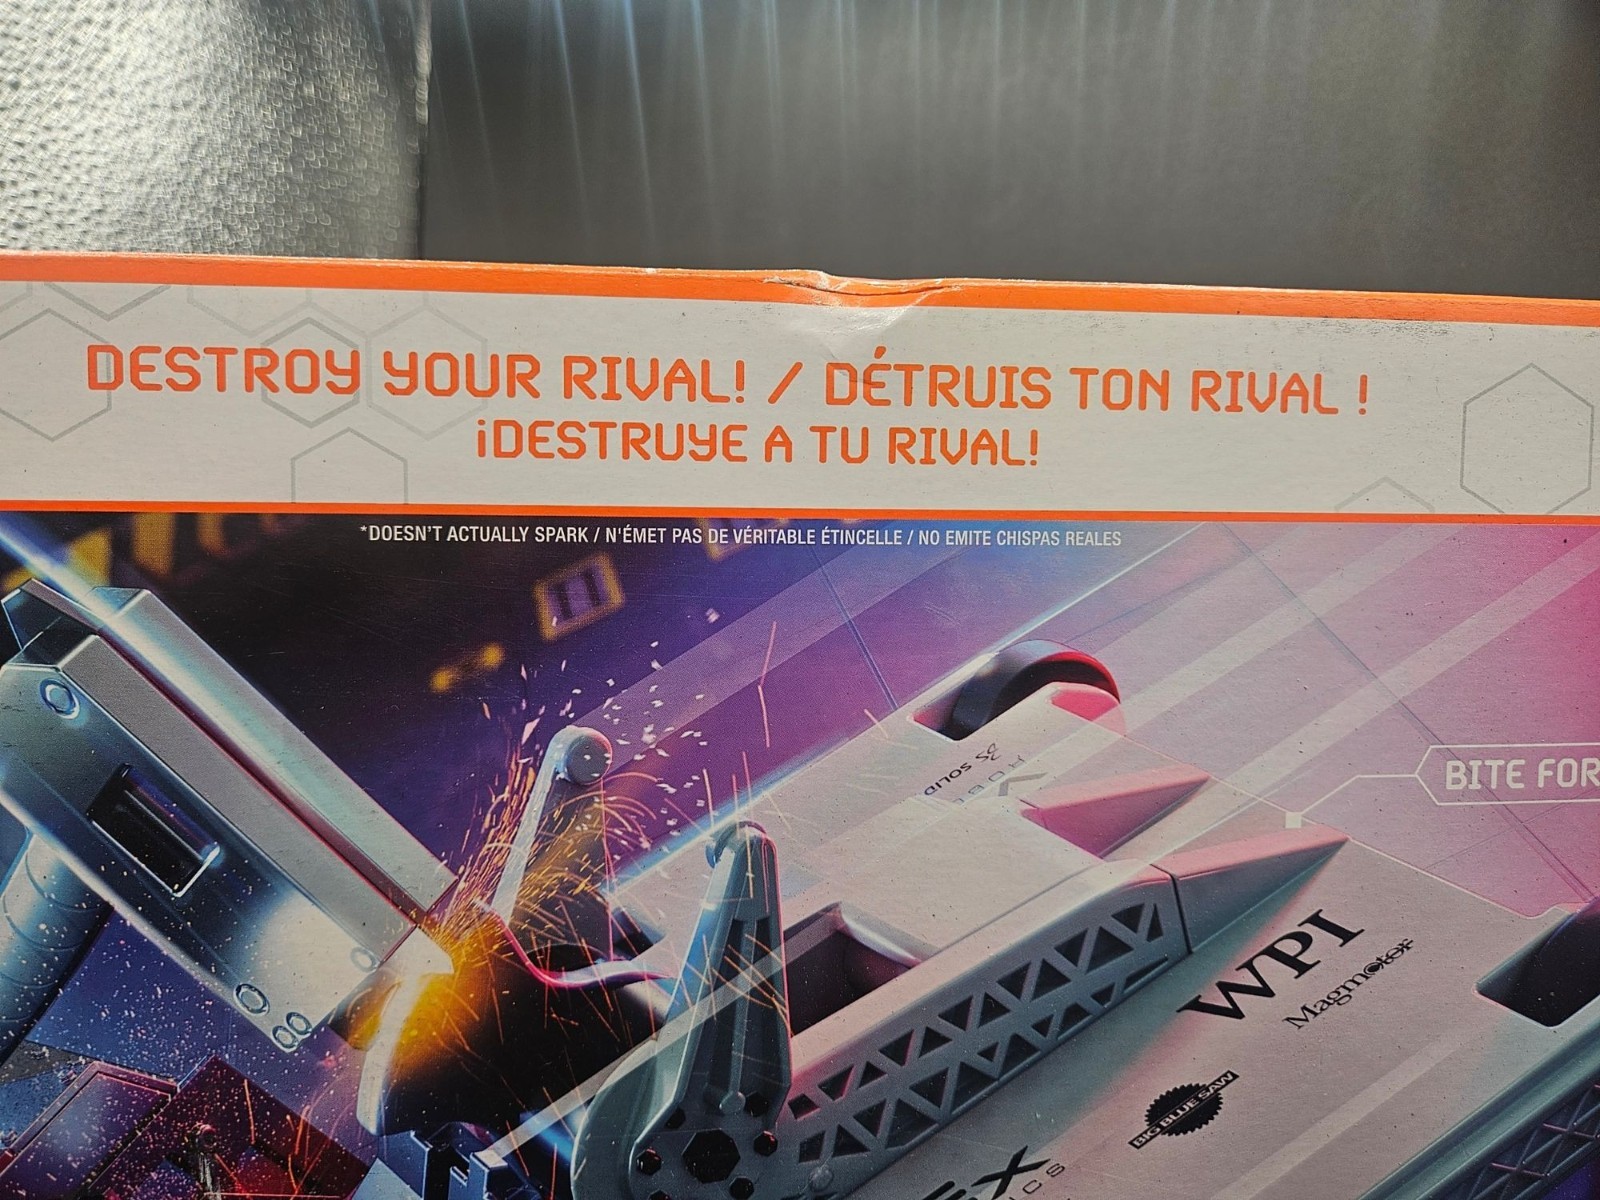 DESTROY YOUR RIVAL! / DÉTRUIS TON RIVAL !
¡DESTRUYE A TU RIVAL!
*DOESN'T ACTUALLY SPARK / N'ÉMET PAS DE VÉRITABLE ÉTINCELLE / NO EMITE CHISPAS REALES
SOLID
BITE FOR
WPI
Magmotor
BIG BLUE SAW